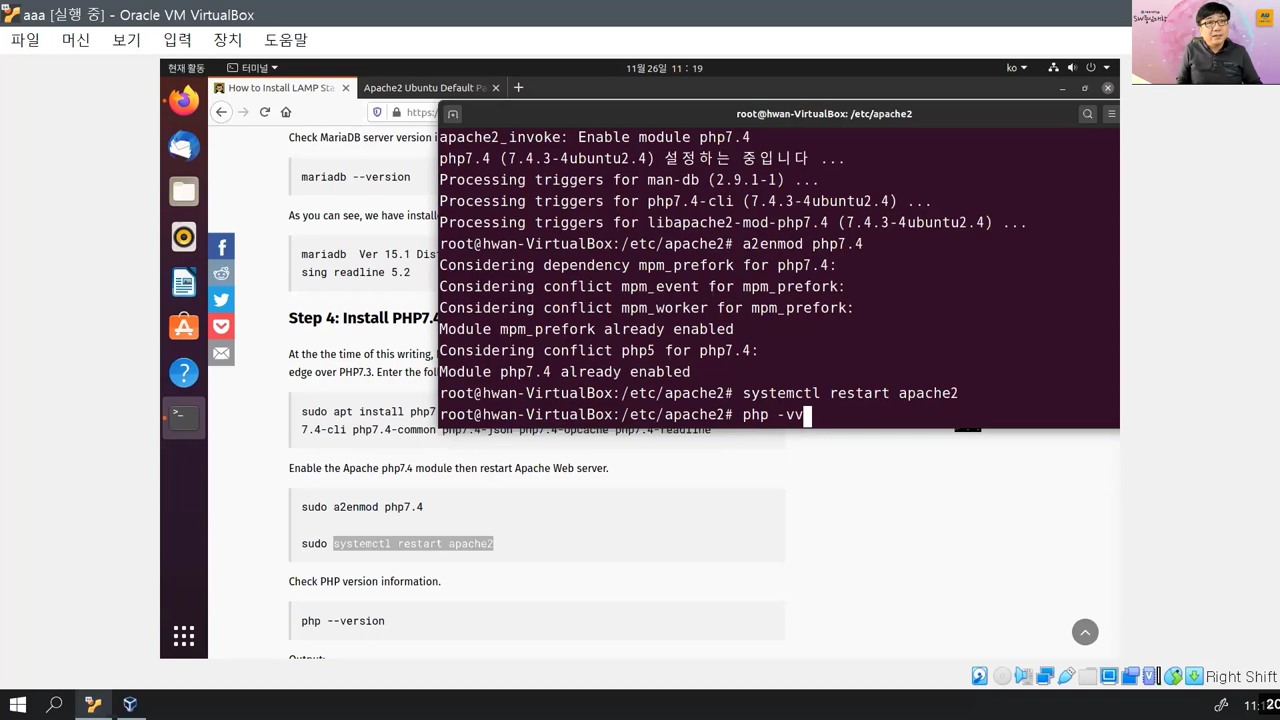 aaa [실행 중] - Oracle VM VirtualBox
파일 머신 보기 입력 장치 도움말
현재 활동 터미널 11월 26일 11 : 19 ko
How to Install LAMP Sta Apache2 Ubuntu Default Pa
https:
root@hwan-VirtualBox: /etc/apache2
Check MariaDB server version i
mariadb --version
As you can see, we have install
mariadb Ver 15.1 Dist
sing readline 5.2
Step 4: Install PHP7.4
At the the time of this writing,
edge over PHP7.3. Enter the fol
sudo apt install php7
7.4-cli php7.4-common php7.4-json php7.4-opcache php7.4-readline
apache2_invoke: Enable module php7.4
php7.4 (7.4.3-4ubuntu2.4) 설정하는 중입니다 ...
Processing triggers for man-db (2.9.1-1) ...
Processing triggers for php7.4-cli (7.4.3-4ubuntu2.4) ...
Processing triggers for libapache2-mod-php7.4 (7.4.3-4ubuntu2.4) ...
root@hwan-VirtualBox:/etc/apache2# a2enmod php7.4
Considering dependency mpm_prefork for php7.4:
Considering conflict mpm_event for mpm_prefork:
Considering conflict mpm_worker for mpm_prefork:
Module mpm_prefork already enabled
Considering conflict php5 for php7.4:
Module php7.4 already enabled
root@hwan-VirtualBox:/etc/apache2# systemctl restart apache2
root@hwan-VirtualBox:/etc/apache2# php -vv
Enable the Apache php7.4 module then restart Apache Web server.
sudo a2enmod php7.4
sudo systemctl restart apache2
Check PHP version information.
php --version
Output:
Right Shift
SW중심대학